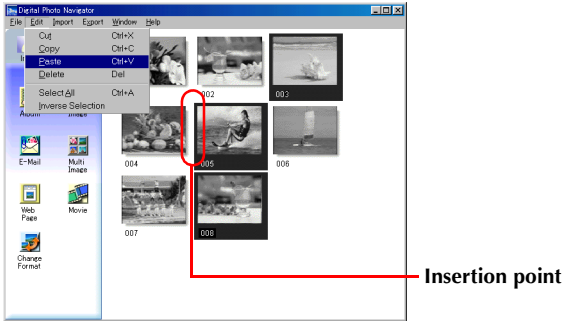 Digital Photo Navigator
File Edit Import Export Window Help
Cut Ctrl+X
Copy Ctrl+C
Paste Ctrl+V
Delete Del
Select All Ctrl+A
Inverse Selection
002 003
Album Image
004 005 006
E-Mail Multi Image
Web Page Movie
007 008
Change Format
Insertion point